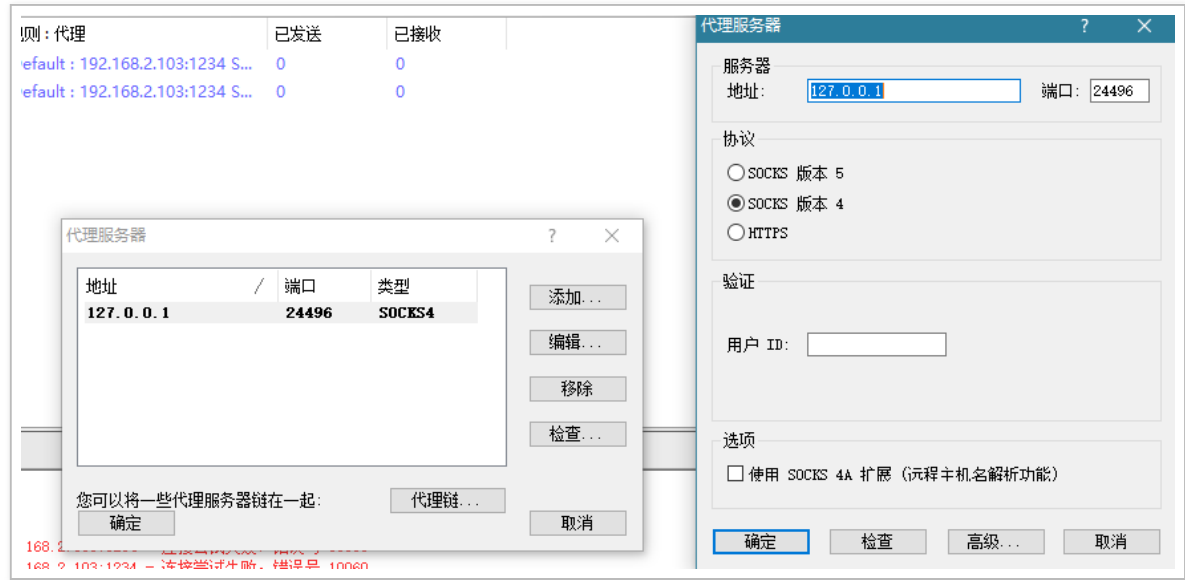 则：代理 已发送 已接收
efault : 192.168.2.103:1234 S... 0 0
efault : 192.168.2.103:1234 S... 0 0
代理服务器 ?
地址 / 端口 类型
127.0.0.1 24496 SOCKS4
添加...
编辑...
移除
检查...
您可以将一些代理服务器链在一起: 代理链...
确定 取消
168.2
168.2.103:1234 - 连接尝试失败，错误号 10060
代理服务器 ?
服务器
地址: 127.0.0.1 端口: 24496
协议
SOCKS 版本 5
SOCKS 版本 4
HTTPS
验证
用户 ID:
选项
使用 SOCKS 4A 扩展 (远程主机名解析功能)
确定 检查 高级... 取消